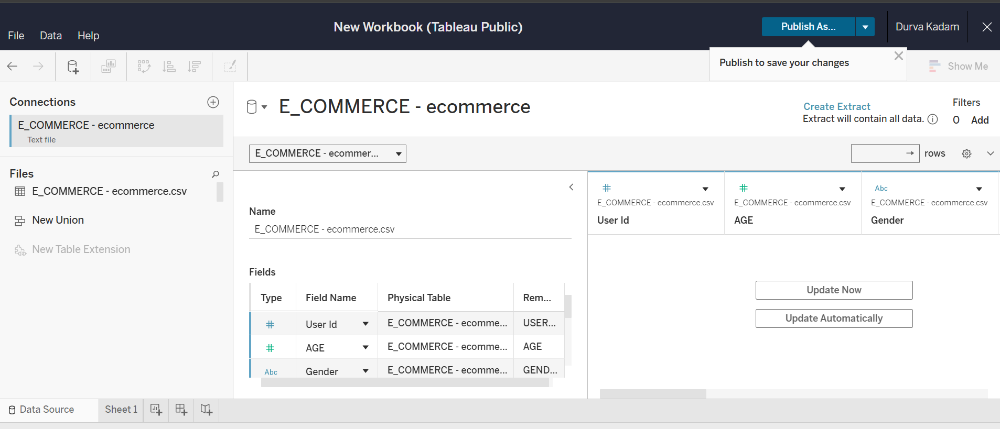 New Workbook (Tableau Public)
Publish As...
Durva Kadam
File Data Help
Publish to save your changes
Show Me
Connections
E_COMMERCE - ecommerce
Text file
Files
E_COMMERCE - ecommerce.csv
New Union
New Table Extension
E_COMMERCE - ecommerce
Create Extract
Extract will contain all data.
Filters
0 Add
E_COMMERCE - ecommer...
rows
Name
E_COMMERCE - ecommerce.csv
Fields
Type Field Name Physical Table Rem...
User Id E_COMMERCE - ecomme... USER...
AGE E_COMMERCE - ecomme... AGE
Abc Gender E_COMMERCE - ecomme... GEND...
Abc
E_COMMERCE - ecommerce.csv E_COMMERCE - ecommerce.csv E_COMMERCE - ecommerce.csv
User Id AGE Gender
Update Now
Update Automatically
Data Source Sheet 1